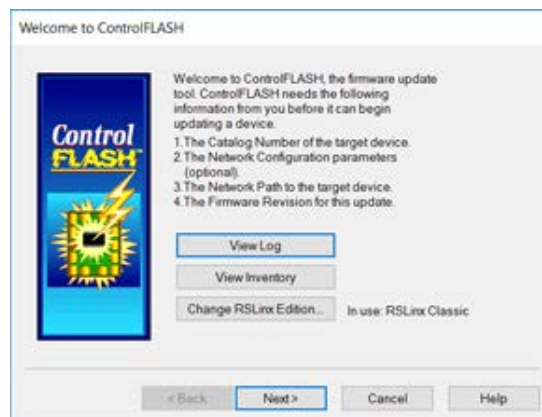 Welcome to ControlFLASH
Control
FLASH
Welcome to ControlFLASH, the firmware update
tool. ControlFLASH needs the following
information from you before it can begin
updating a device.
1.The Catalog Number of the target device.
2.The Network Configuration parameters
(optional).
3.The Network Path to the target device.
4.The Firmware Revision for this update.
View Log
View Inventory
Change RSLinx Edition...
In use: RSLinx Classic
< Back
Next >
Cancel
Help